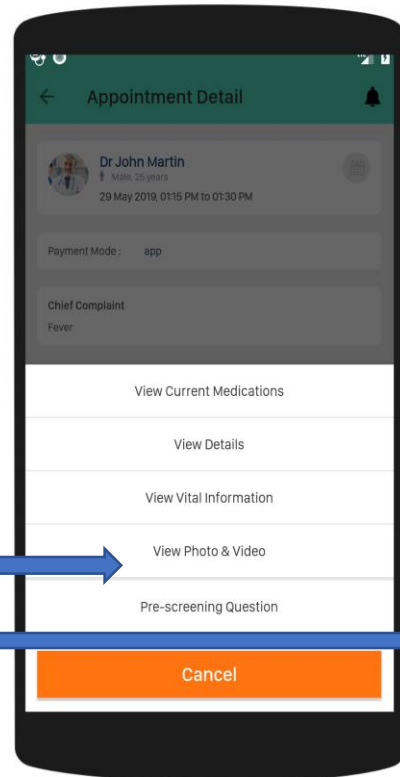 Appointment Detail
Dr John Martin
Male, 25 years
29 May 2019, 01:15 PM to 01:30 PM
Payment Mode : app
Chief Complaint
Fever
View Current Medications
View Details
View Vital Information
View Photo & Video
Pre-screening Question
Cancel